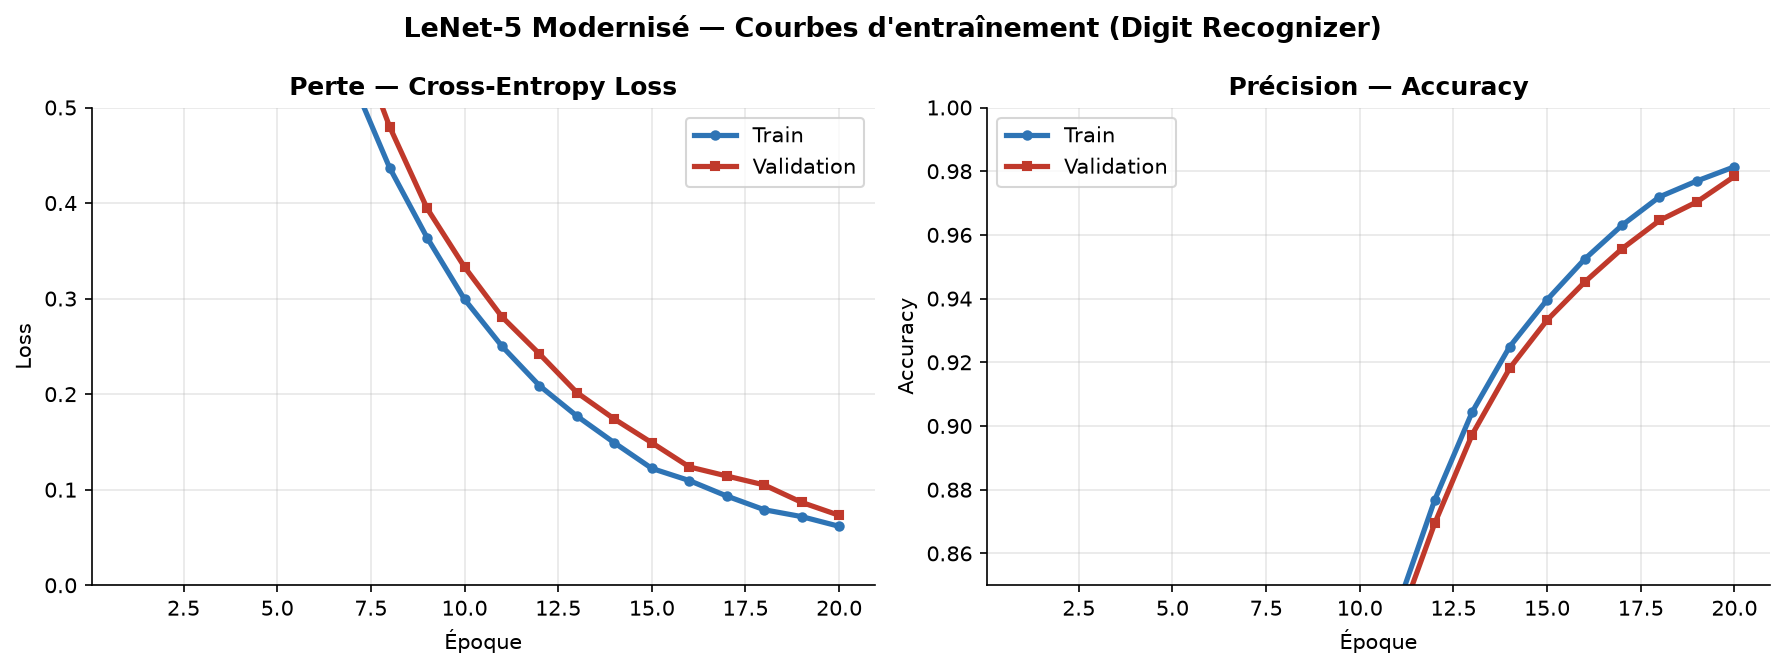 LeNet-5 Modernisé — Courbes d'entraînement (Digit Recognizer)
Perte — Cross-Entropy Loss
0.5
0.4
0.3
0.2
0.1
0.0
Loss
Train
Validation
2.5 5.0 7.5 10.0 12.5 15.0 17.5 20.0
Époque
Précision — Accuracy
1.00
0.98
0.96
0.94
0.92
0.90
0.88
0.86
Accuracy
Train
Validation
2.5 5.0 7.5 10.0 12.5 15.0 17.5 20.0
Époque